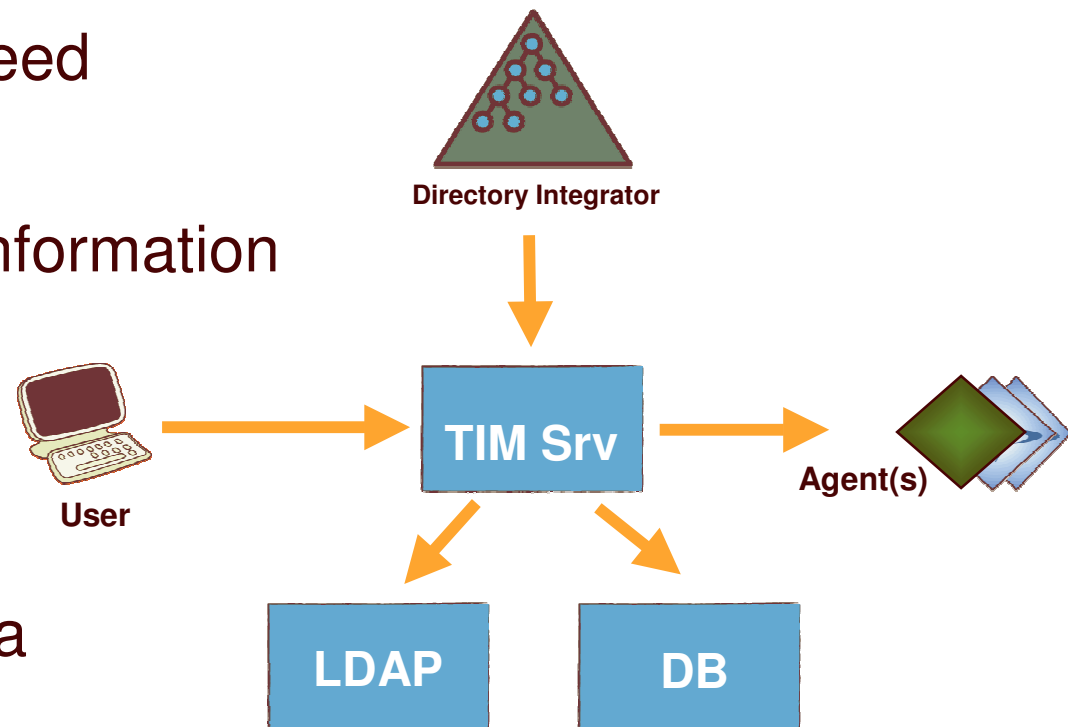 eed
Directory Integrator
nformation
TIM Srv
Agent(s)
User
a
LDAP
DB